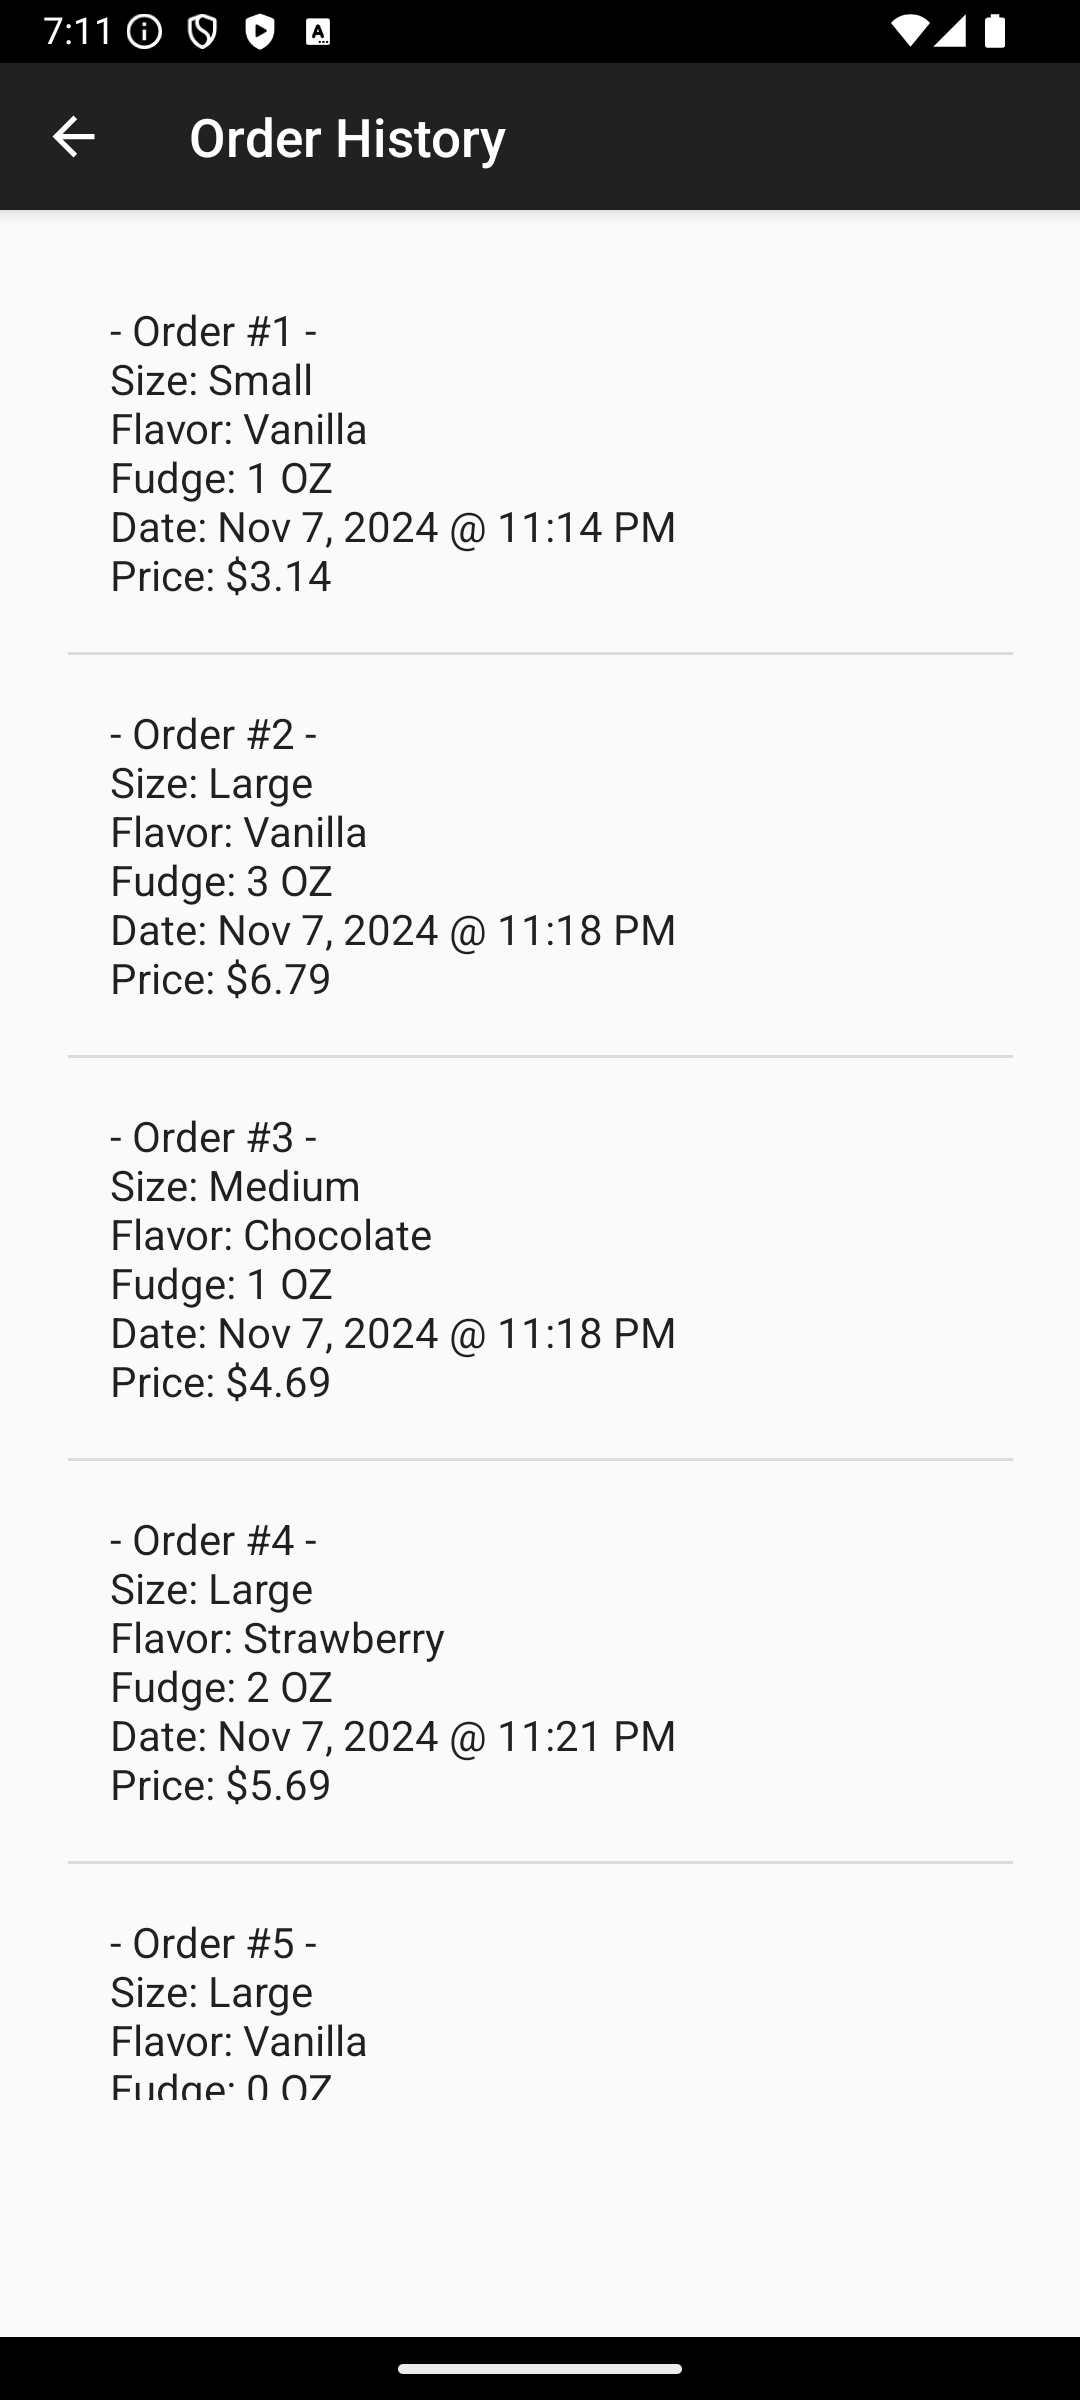 7:11
Order History
- Order #1 -
Size: Small
Flavor: Vanilla
Fudge: 1 OZ
Date: Nov 7, 2024 @ 11:14 PM
Price: $3.14
- Order #2 -
Size: Large
Flavor: Vanilla
Fudge: 3 OZ
Date: Nov 7, 2024 @ 11:18 PM
Price: $6.79
- Order #3 -
Size: Medium
Flavor: Chocolate
Fudge: 1 OZ
Date: Nov 7, 2024 @ 11:18 PM
Price: $4.69
- Order #4 -
Size: Large
Flavor: Strawberry
Fudge: 2 OZ
Date: Nov 7, 2024 @ 11:21 PM
Price: $5.69
- Order #5 -
Size: Large
Flavor: Vanilla
Fudge: 0 OZ